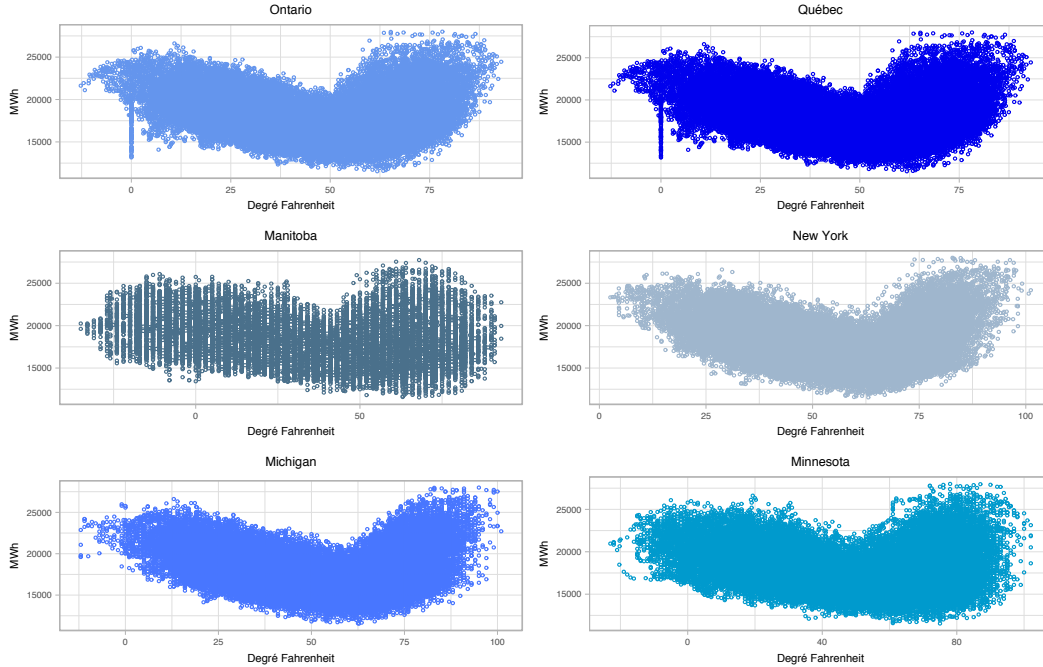 Ontario
25000
20000
15000
MWh
0
25
50
75
Degré Fahrenheit
Québec
25000
20000
15000
MWh
0
25
50
75
Degré Fahrenheit
Manitoba
25000
20000
15000
MWh
0
50
Degré Fahrenheit
New York
25000
20000
15000
MWh
0
25
50
75
100
Degré Fahrenheit
Michigan
25000
20000
15000
MWh
0
25
50
75
100
Degré Fahrenheit
Minnesota
25000
20000
15000
MWh
0
40
80
Degré Fahrenheit